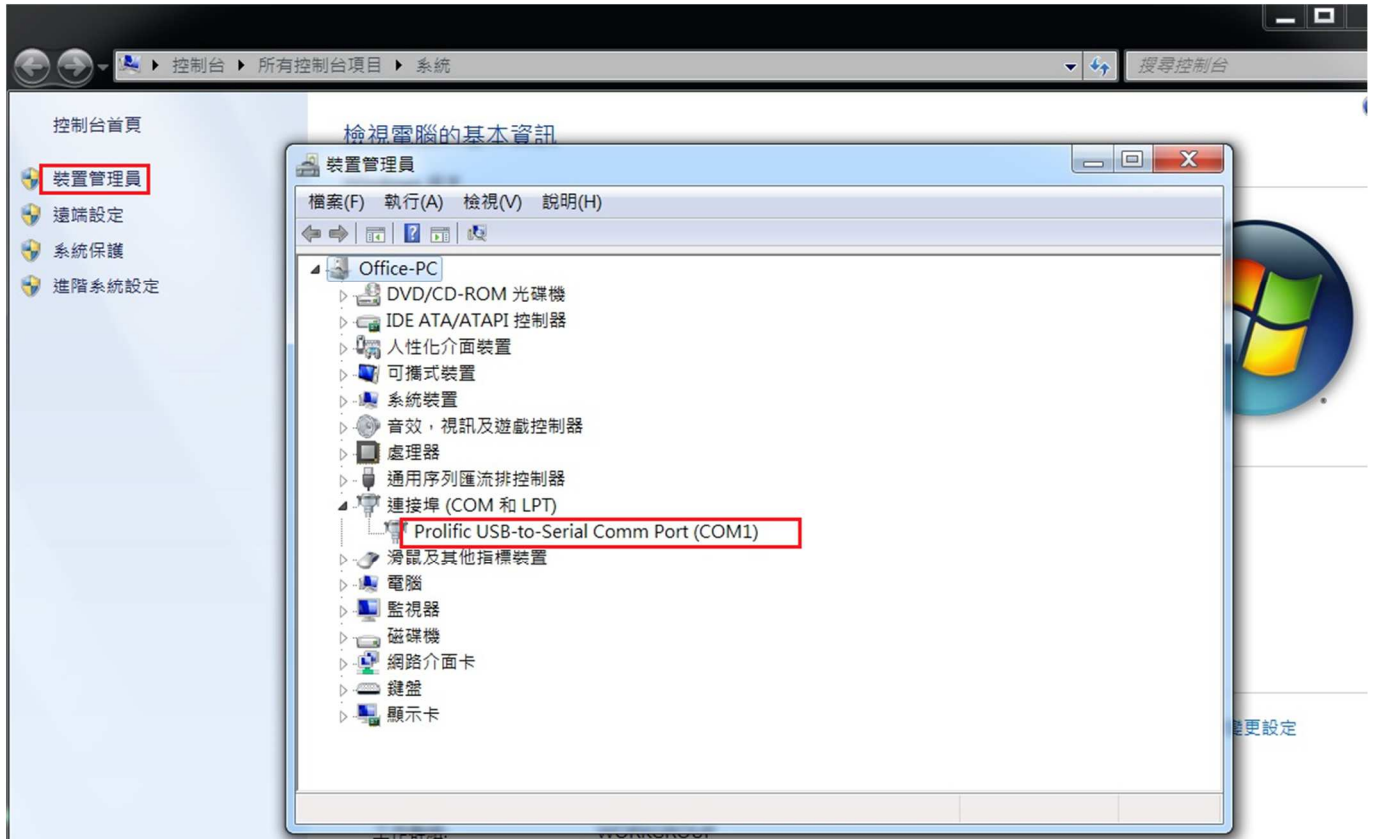 控制台 ▸ 所有控制台項目 ▸ 系統
搜尋控制台
控制台首頁
裝置管理員
遠端設定
系統保護
進階系統設定
檢視電腦的基本資訊
裝置管理員
檔案(F) 執行(A) 檢視(V) 說明(H)
Office-PC
DVD/CD-ROM 光碟機
IDE ATA/ATAPI 控制器
人性化介面裝置
可攜式裝置
系統裝置
音效，視訊及遊戲控制器
處理器
通用序列匯流排控制器
連接埠 (COM 和 LPT)
Prolific USB-to-Serial Comm Port (COM1)
滑鼠及其他指標裝置
電腦
監視器
磁碟機
網路介面卡
鍵盤
顯示卡
變更設定
WORKGROUP